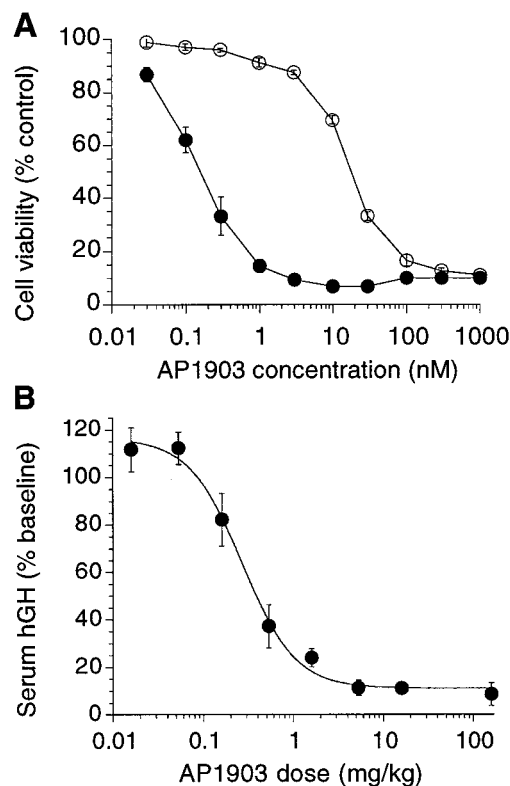 A
Cell viability (% control)
100
80
60
40
20
0
0.01 0.1 1 10 100 1000
AP1903 concentration (nM)
B
Serum hGH (% baseline)
120
100
80
60
40
20
0
0.01 0.1 1 10 100
AP1903 dose (mg/kg)